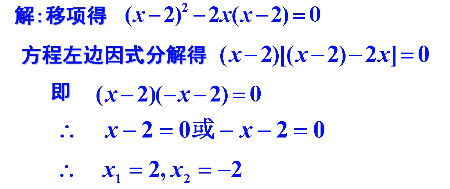 解:移项得 (x−2)²−2x(x−2)=0
方程左边因式分解得 (x−2)[(x−2)−2x]=0
即 (x−2)(−x−2)=0
∴ x−2=0或−x−2=0
∴ x₁=2,x₂=−2